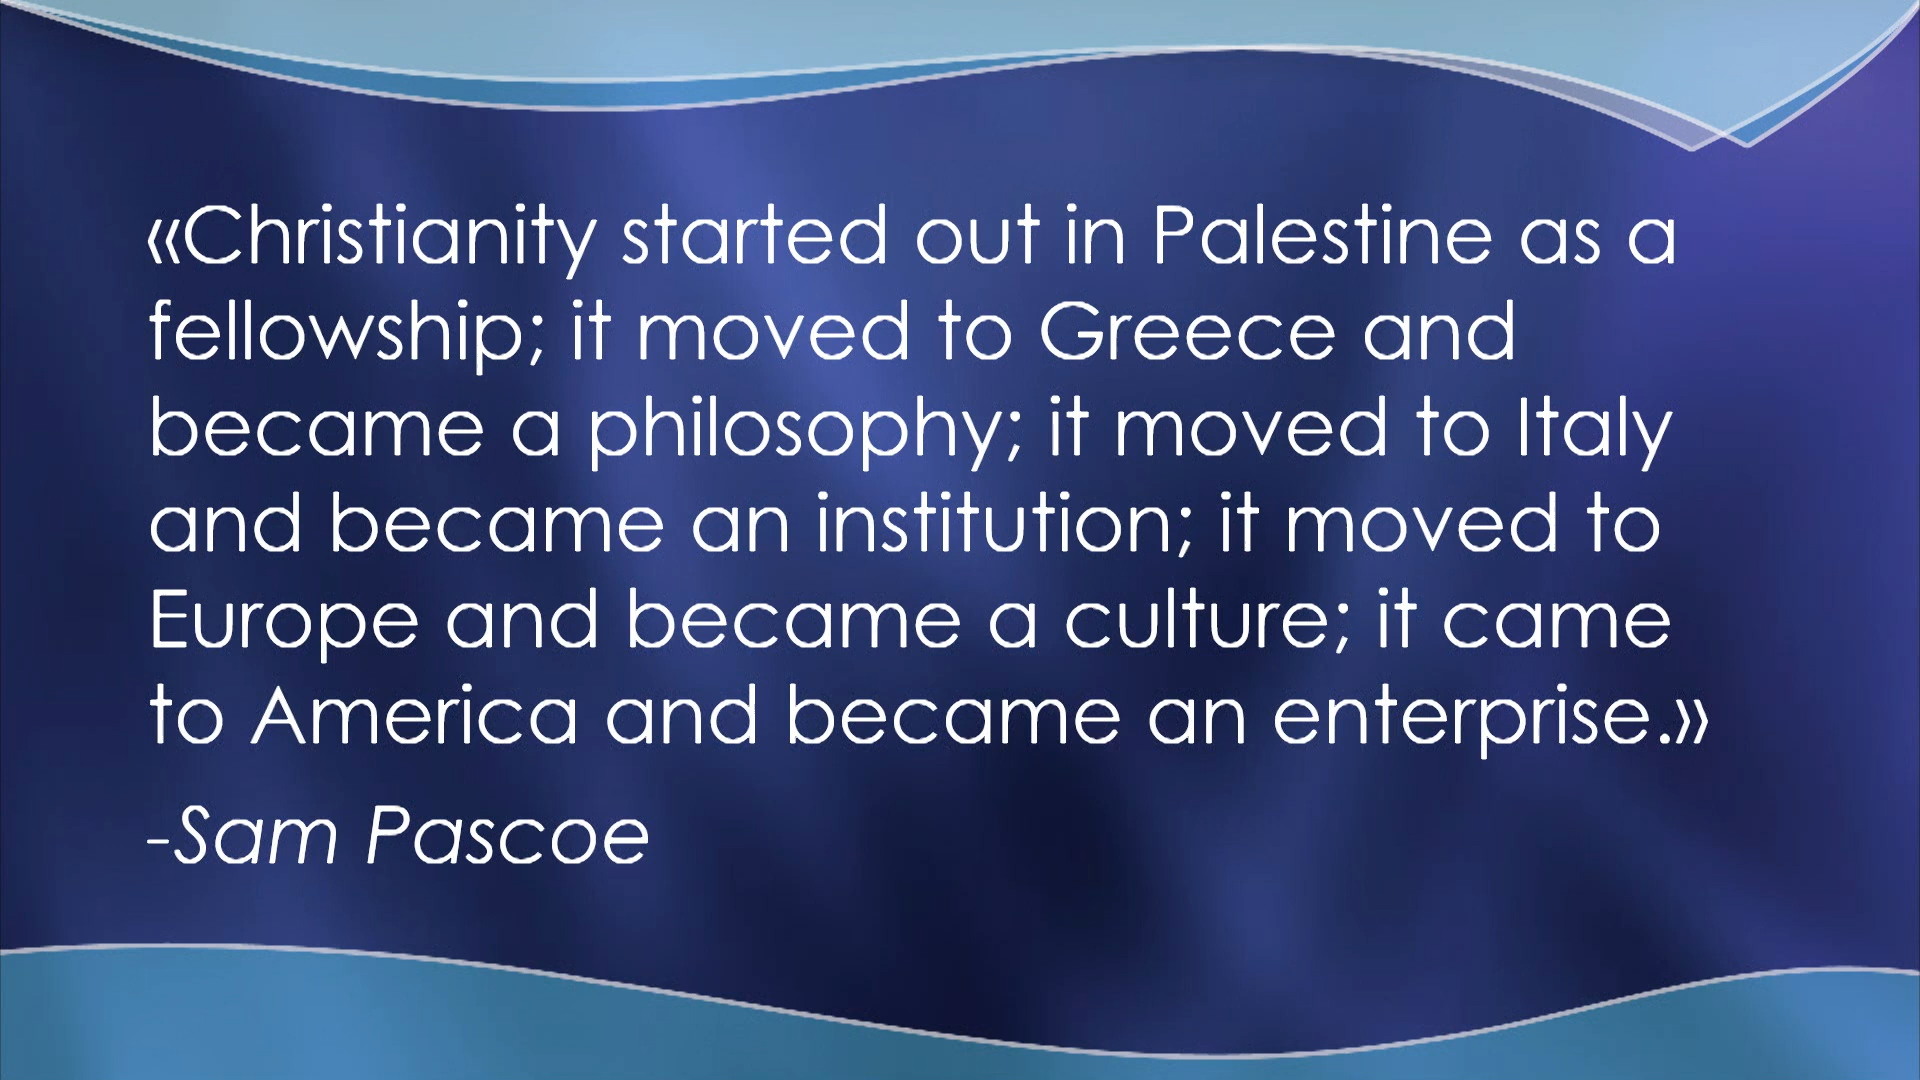 «Christianity started out in Palestine as a
fellowship; it moved to Greece and
became a philosophy; it moved to Italy
and became an institution; it moved to
Europe and became a culture; it came
to America and became an enterprise.»
-Sam Pascoe